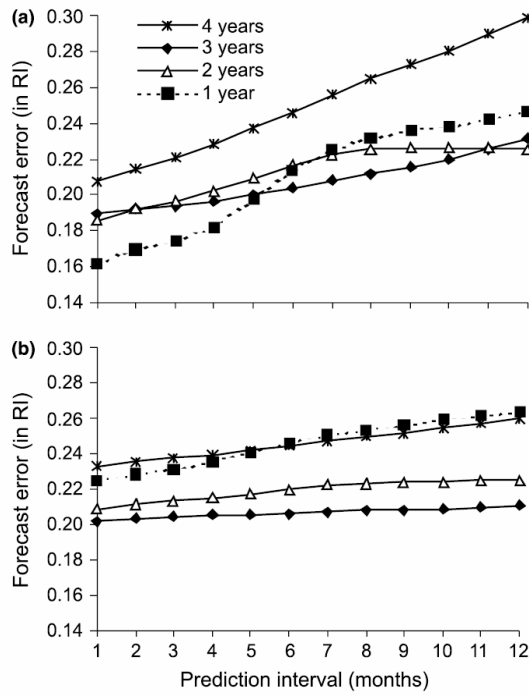 (a)
0.30
0.28
0.26
0.24
0.22
0.20
0.18
0.16
0.14
Forecast error (in RI)
4 years
3 years
2 years
1 year
(b)
0.30
0.28
0.26
0.24
0.22
0.20
0.18
0.16
0.14
Forecast error (in RI)
1 2 3 4 5 6 7 8 9 10 11 12
Prediction interval (months)